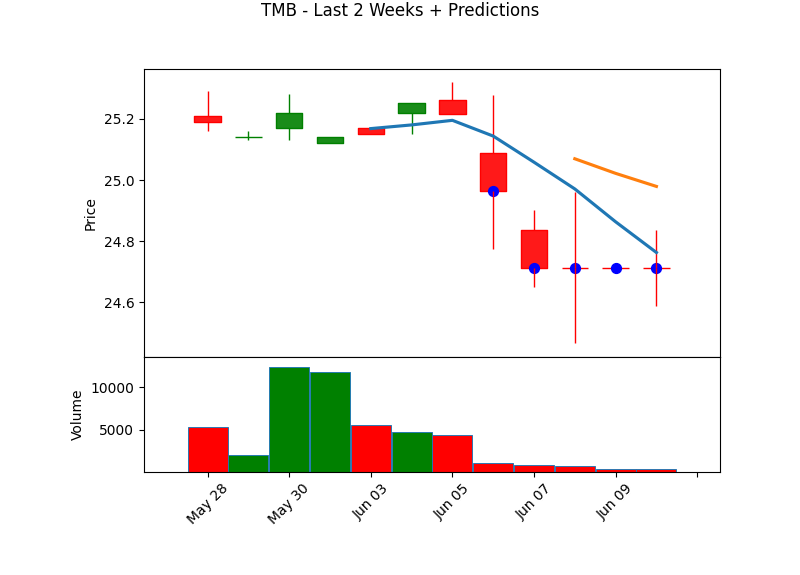 TMB - Last 2 Weeks + Predictions
Price
25.2
25.0
24.8
24.6
Volume
10000
5000
May 28
May 30
Jun 03
Jun 05
Jun 07
Jun 09